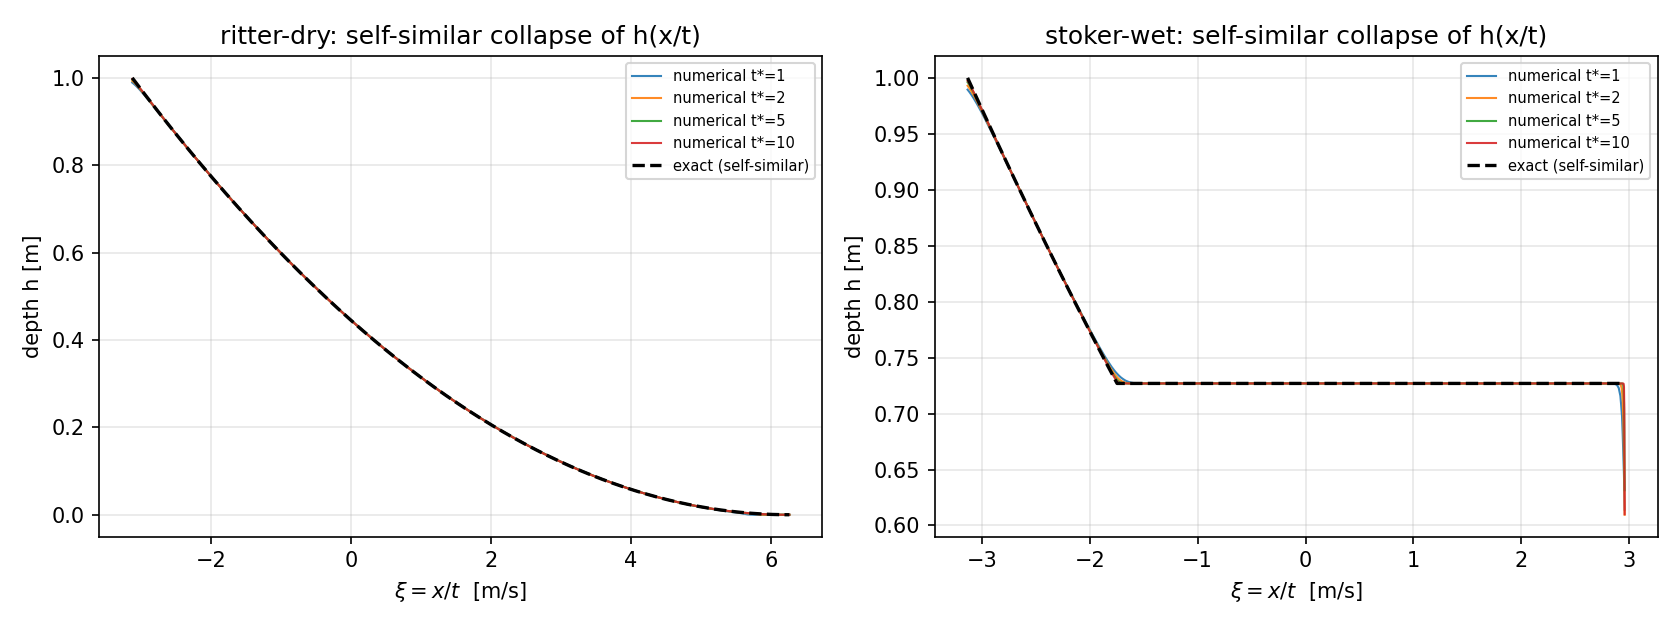 ritter-dry: self-similar collapse of h(x/t)
depth h [m]
1.0
0.8
0.6
0.4
0.2
0.0
−2
0
2
4
6
ξ = x/t [m/s]
numerical t*=1
numerical t*=2
numerical t*=5
numerical t*=10
exact (self-similar)
stoker-wet: self-similar collapse of h(x/t)
depth h [m]
1.00
0.95
0.90
0.85
0.80
0.75
0.70
0.65
0.60
−3
−2
−1
0
1
2
3
ξ = x/t [m/s]
numerical t*=1
numerical t*=2
numerical t*=5
numerical t*=10
exact (self-similar)